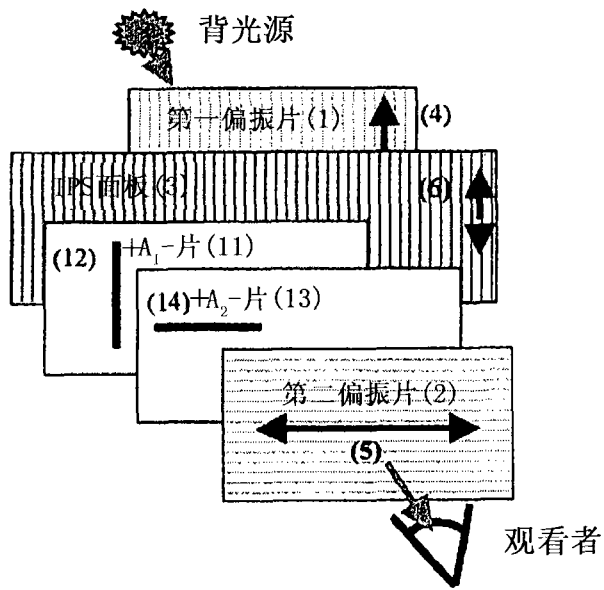 背光源
第一偏振片(1)
(4)
IPS面板(3)
(6)
(12)
+A₁-片(11)
(14)
+A₂-片(13)
第二偏振片(2)
(5)
观看者